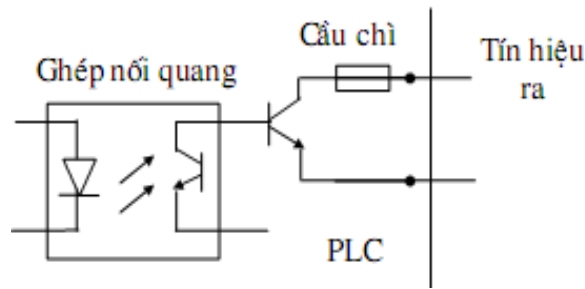 Cầu chì
Ghép nối quang
Tín hiệu
ra
PLC